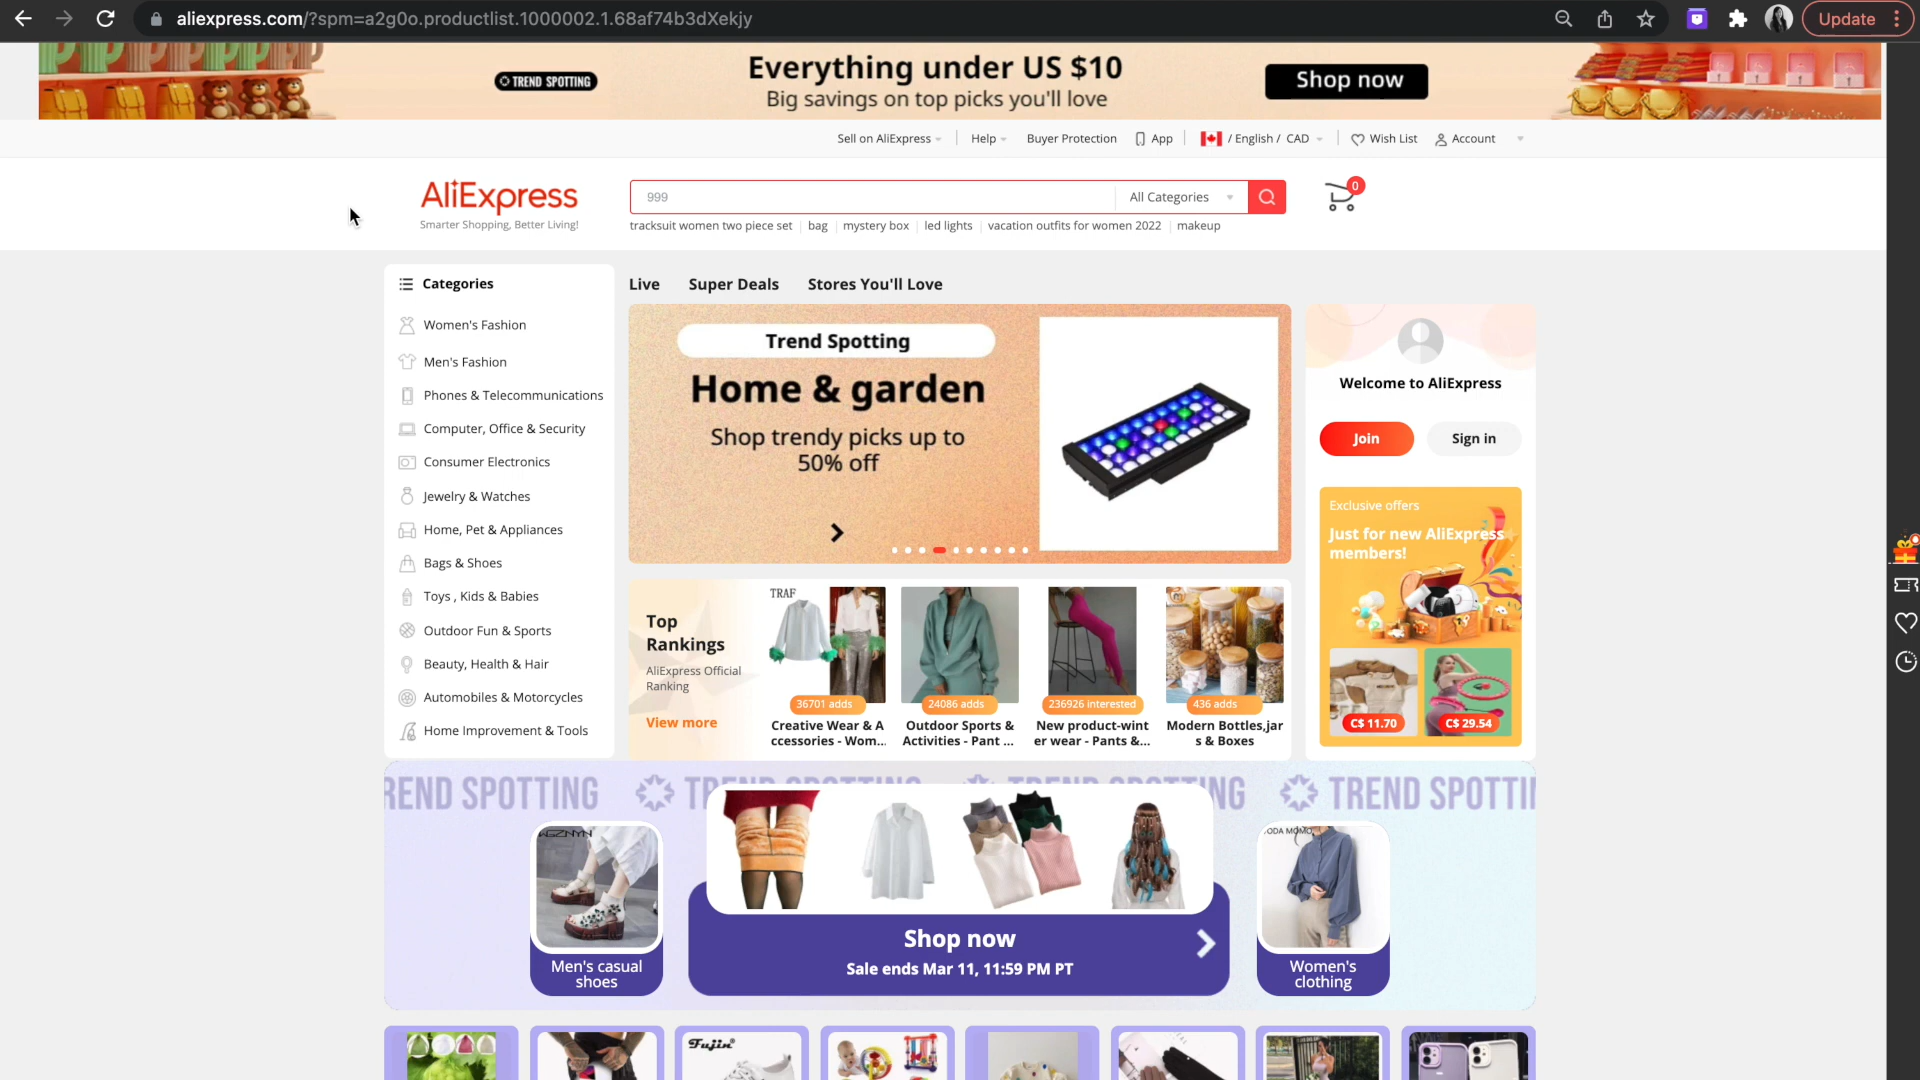 aliexpress.com/?spm=a2g0o.productlist.1000002.1.68af74b3dXekjy
Update
TREND SPOTTING
Everything under US $10
Big savings on top picks you'll love
Shop now
Sell on AliExpress
Help
Buyer Protection
App
/ English / CAD
Wish List
Account
AliExpress
Smarter Shopping, Better Living!
999
All Categories
0
tracksuit women two piece set
bag
mystery box
led lights
vacation outfits for women 2022
makeup
Categories
Women's Fashion
Men's Fashion
Phones & Telecommunications
Computer, Office & Security
Consumer Electronics
Jewelry & Watches
Home, Pet & Appliances
Bags & Shoes
Toys , Kids & Babies
Outdoor Fun & Sports
Beauty, Health & Hair
Automobiles & Motorcycles
Home Improvement & Tools
Live
Super Deals
Stores You'll Love
Trend Spotting
Home & garden
Shop trendy picks up to
50% off
Welcome to AliExpress
Join
Sign in
Exclusive offers
Just for new AliExpress
members!
C$ 11.70
C$ 29.54
Top
Rankings
AliExpress Official
Ranking
View more
TRAF
36701 adds
Creative Wear & A
ccessories - Wom...
24086 adds
Outdoor Sports &
Activities - Pant ...
236926 interested
New product-wint
er wear - Pants &...
436 adds
Modern Bottles,jar
s & Boxes
REND SPOTTING
TREND SPOTTING
TREND SPOTTING
TREND SPOTTI
Men's casual
shoes
Shop now
Sale ends Mar 11, 11:59 PM PT
Women's
clothing
Fujin